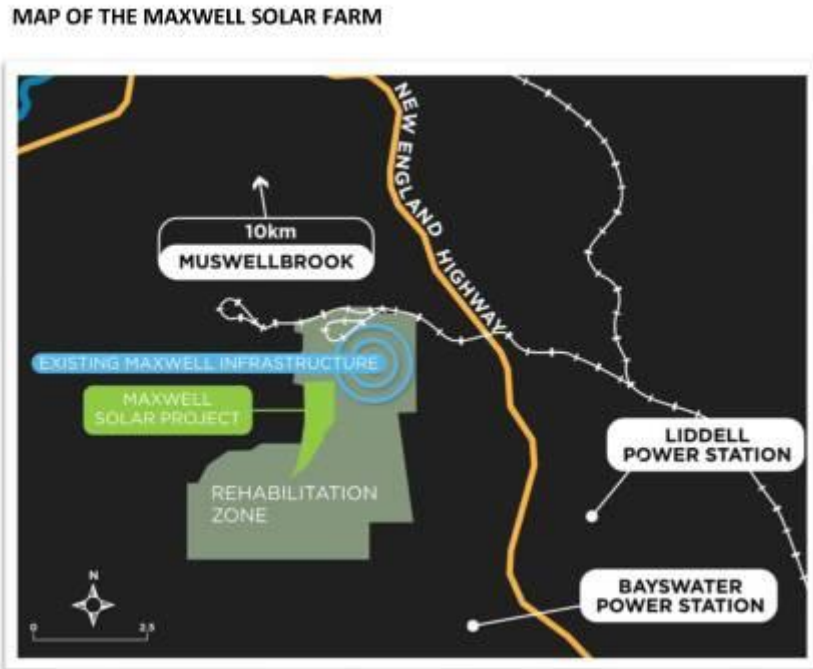 MAP OF THE MAXWELL SOLAR FARM
NEW ENGLAND HIGHWAY
10km
MUSWELLBROOK
EXISTING MAXWELL INFRASTRUCTURE
MAXWELL
SOLAR PROJECT
LIDDELL
POWER STATION
REHABILITATION
ZONE
BAYSWATER
POWER STATION
N
0 2.5